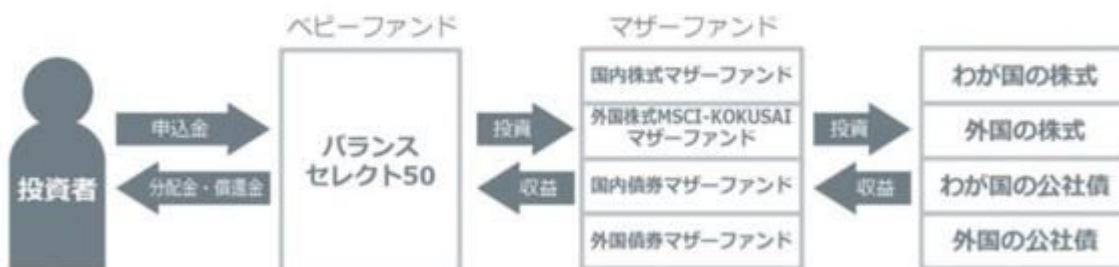 ベビーファンド
マザーファンド
投資者
申込金
分配金・償還金
バランス
セレクト50
投資
収益
国内株式マザーファンド
外国株式MSCI-KOKUSAI
マザーファンド
国内債券マザーファンド
外国債券マザーファンド
投資
収益
わが国の株式
外国の株式
わが国の公社債
外国の公社債